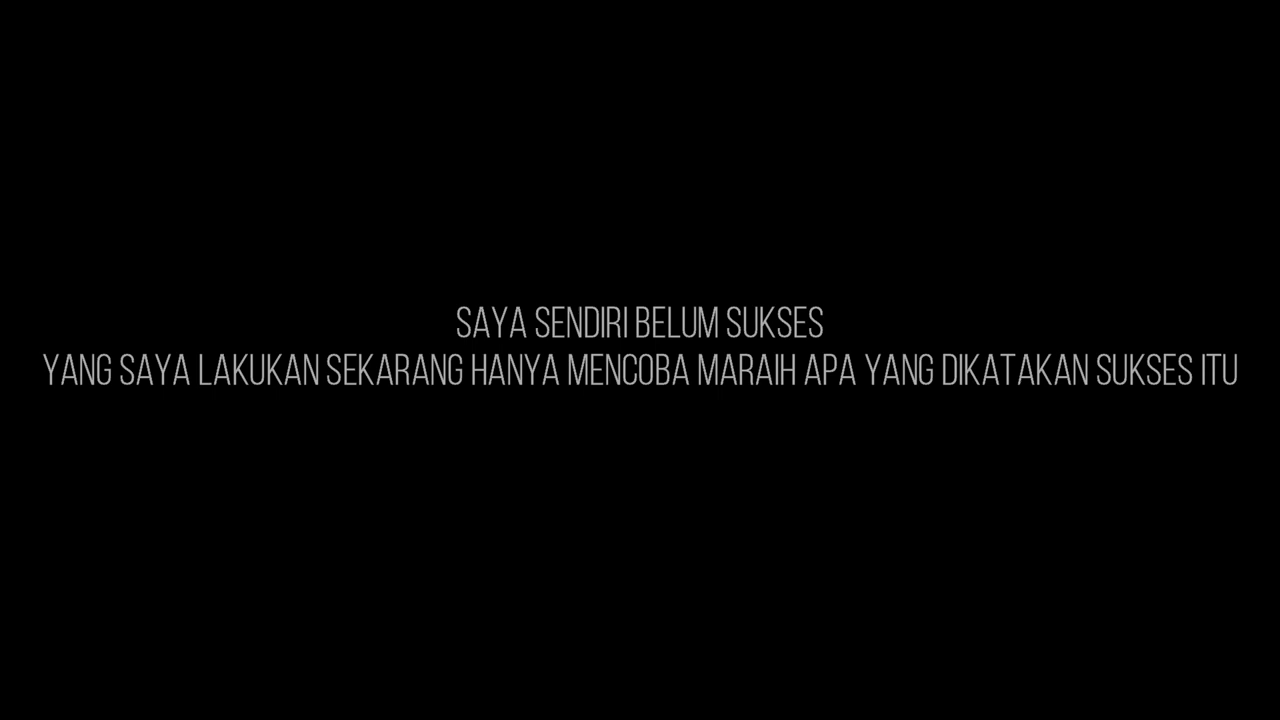 SAYA SENDIRI BELUM SUKSES
YANG SAYA LAKUKAN SEKARANG HANYA MENCOBA MARAIH APA YANG DIKATAKAN SUKSES ITU